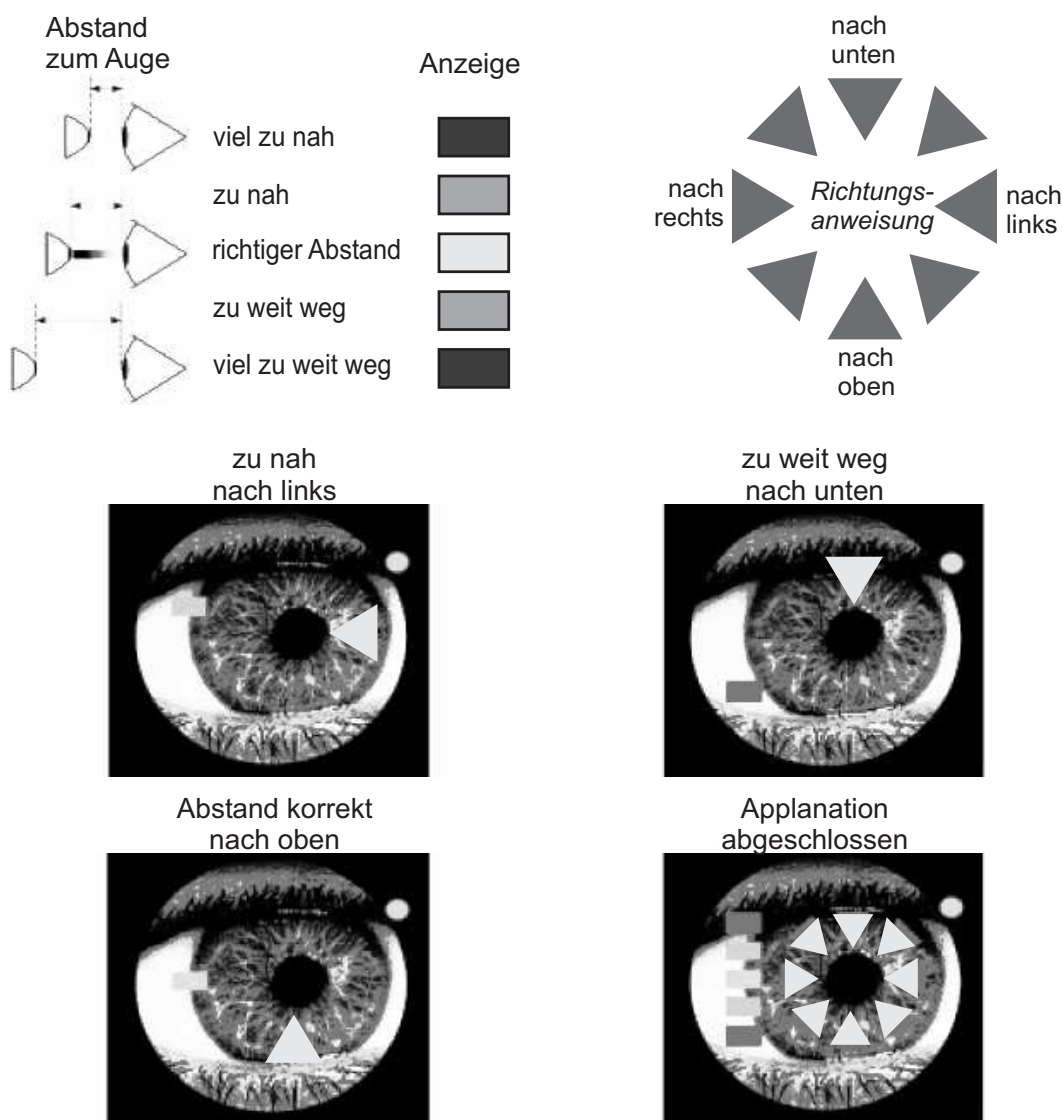 Abstand
zum Auge
Anzeige
viel zu nah
zu nah
richtiger Abstand
zu weit weg
viel zu weit weg
nach
unten
nach
rechts
Richtungs-
anweisung
nach
links
nach
oben
zu nah
nach links
zu weit weg
nach unten
Abstand korrekt
nach oben
Applanation
abgeschlossen